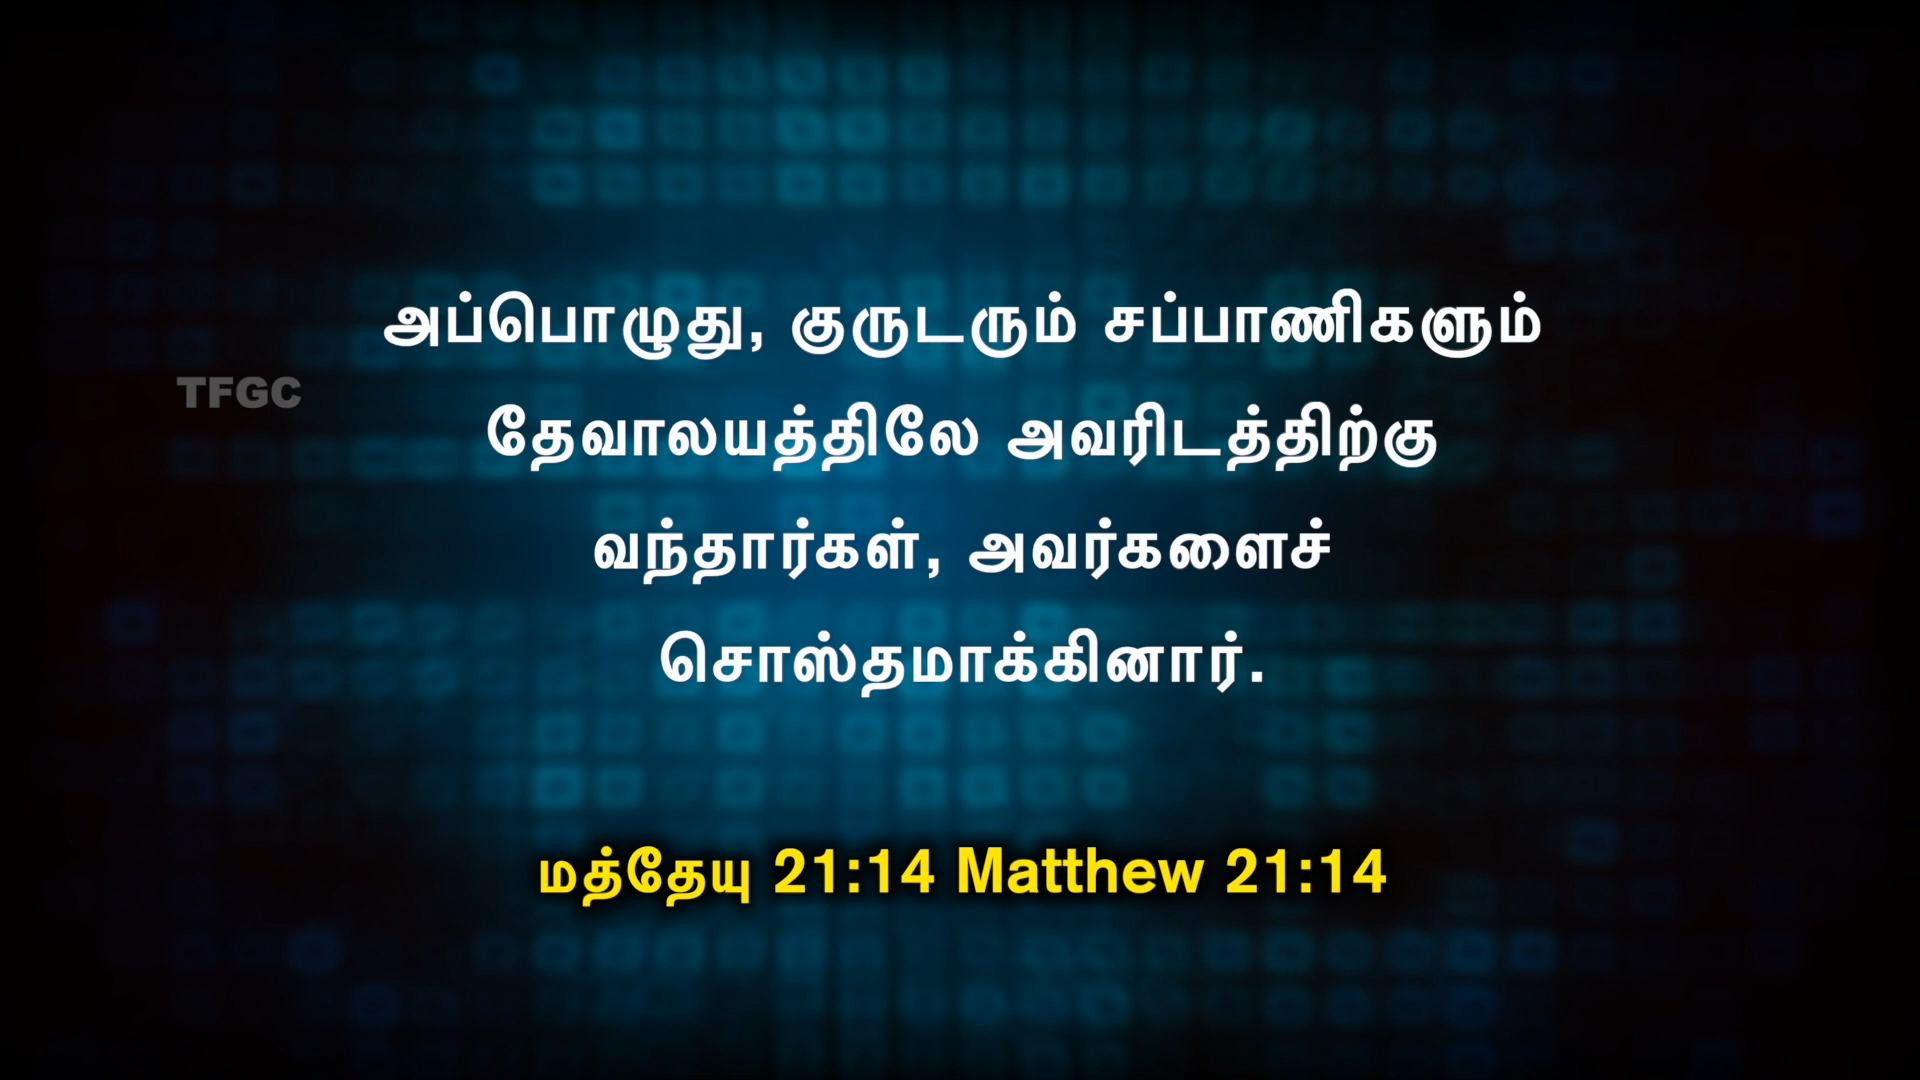 அப்பொழுது, குருடரும் சப்பாணிகளும்
TFGC
தேவாலயத்திலே அவரிடத்திற்கு
வந்தார்கள், அவர்களைச்
சொஸ்தமாக்கினார்.
மத்தேயு 21:14 Matthew 21:14